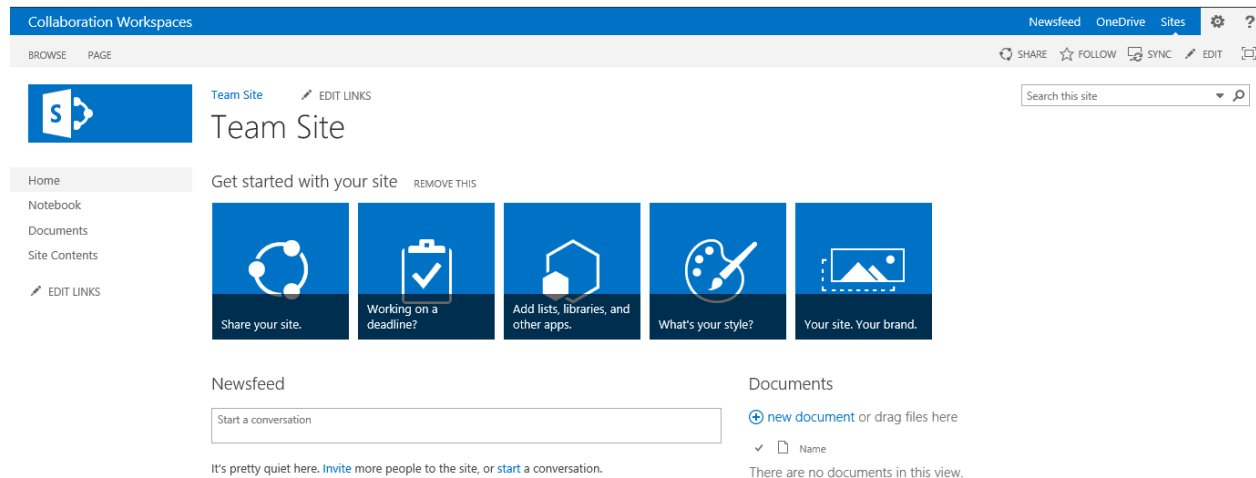 Collaboration Workspaces
Newsfeed OneDrive Sites ?
BROWSE PAGE
SHARE FOLLOW SYNC EDIT
S
Team Site EDIT LINKS
Search this site
Team Site
Home
Notebook
Documents
Site Contents
EDIT LINKS
Get started with your site REMOVE THIS
Share your site.
Working on a
deadline?
Add lists, libraries, and
other apps.
What's your style?
Your site. Your brand.
Newsfeed
Start a conversation
It's pretty quiet here. Invite more people to the site, or start a conversation.
Documents
new document or drag files here
Name
There are no documents in this view.